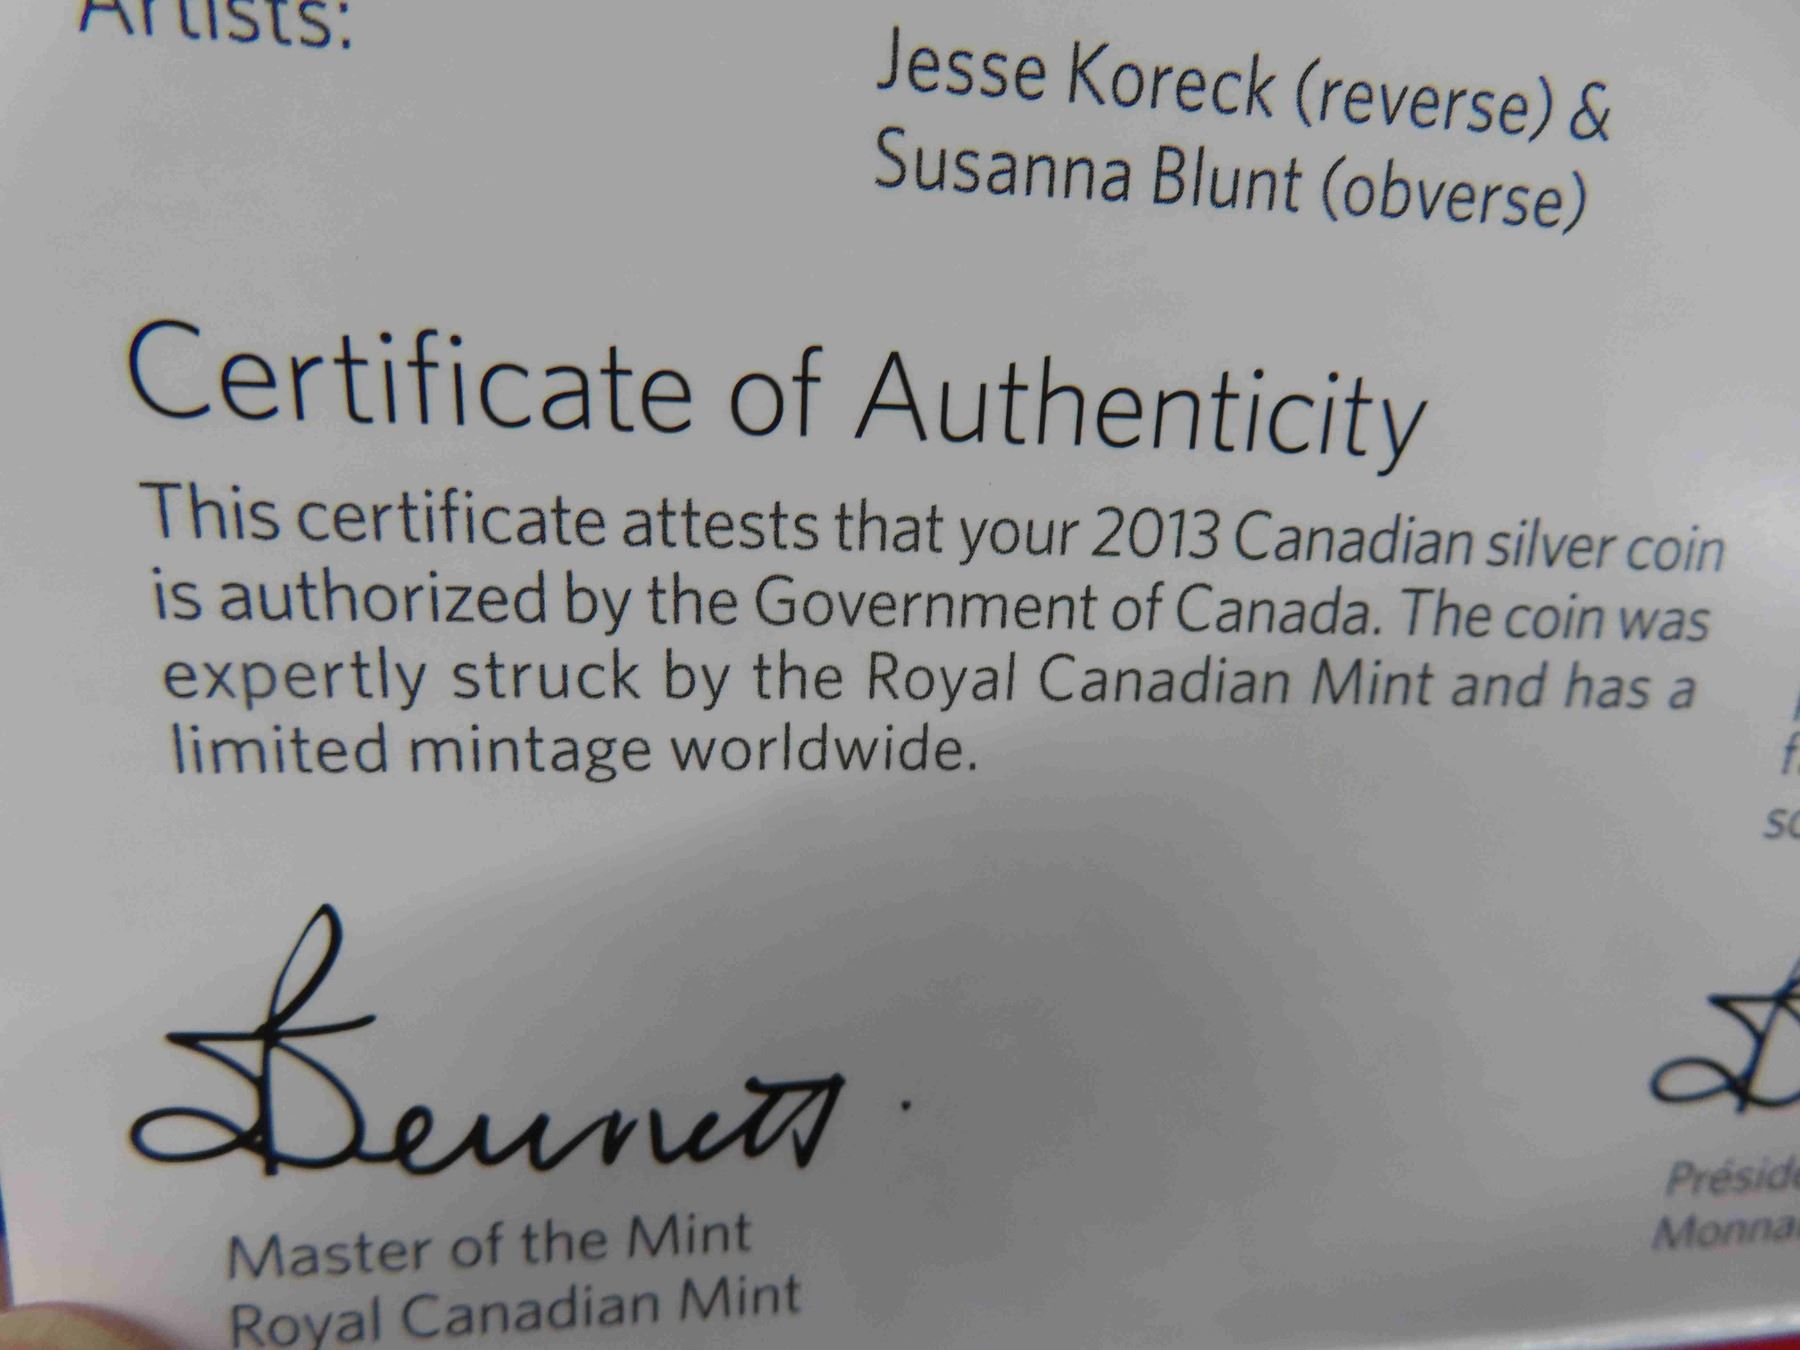 Artists:
Jesse Koreck (reverse) &
Susanna Blunt (obverse)
Certificate of Authenticity
This certificate attests that your 2013 Canadian silver coin
is authorized by the Government of Canada. The coin was
expertly struck by the Royal Canadian Mint and has a
limited mintage worldwide.
Bennett
Master of the Mint
Royal Canadian Mint